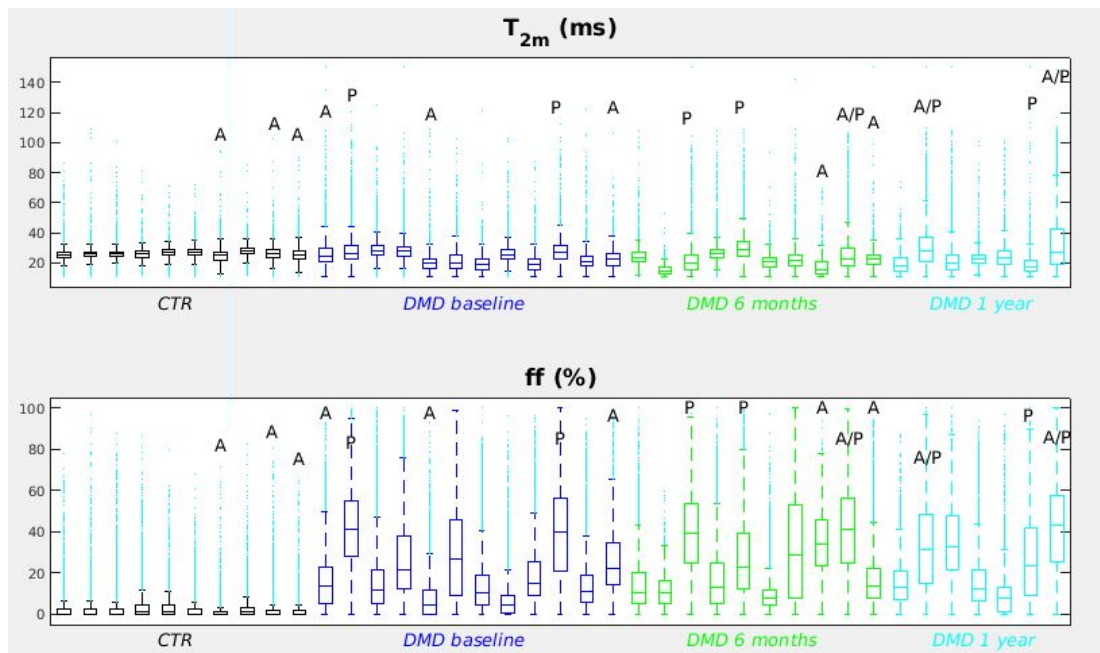 T2m (ms)
140
120
100
80
60
40
20
A
A
A
A
P
A
P
A
P
P
A
A/P
A
A/P
P
A/P
CTR
DMD baseline
DMD 6 months
DMD 1 year
ff (%)
100
80
60
40
20
0
A
A
A
A
P
A
P
A
P
P
A
A/P
A
A/P
P
A/P
CTR
DMD baseline
DMD 6 months
DMD 1 year